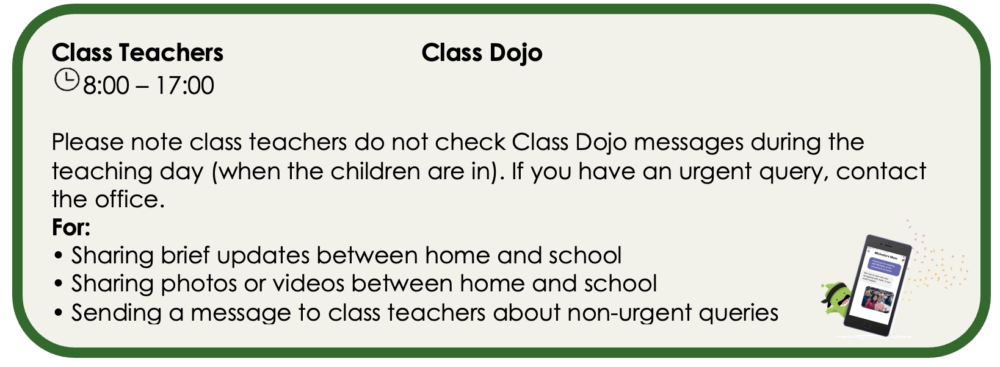 Class Teachers Class Dojo
8:00 – 17:00
Please note class teachers do not check Class Dojo messages during the
teaching day (when the children are in). If you have an urgent query, contact
the office.
For:
• Sharing brief updates between home and school
• Sharing photos or videos between home and school
• Sending a message to class teachers about non-urgent queries
Michelle's Mum